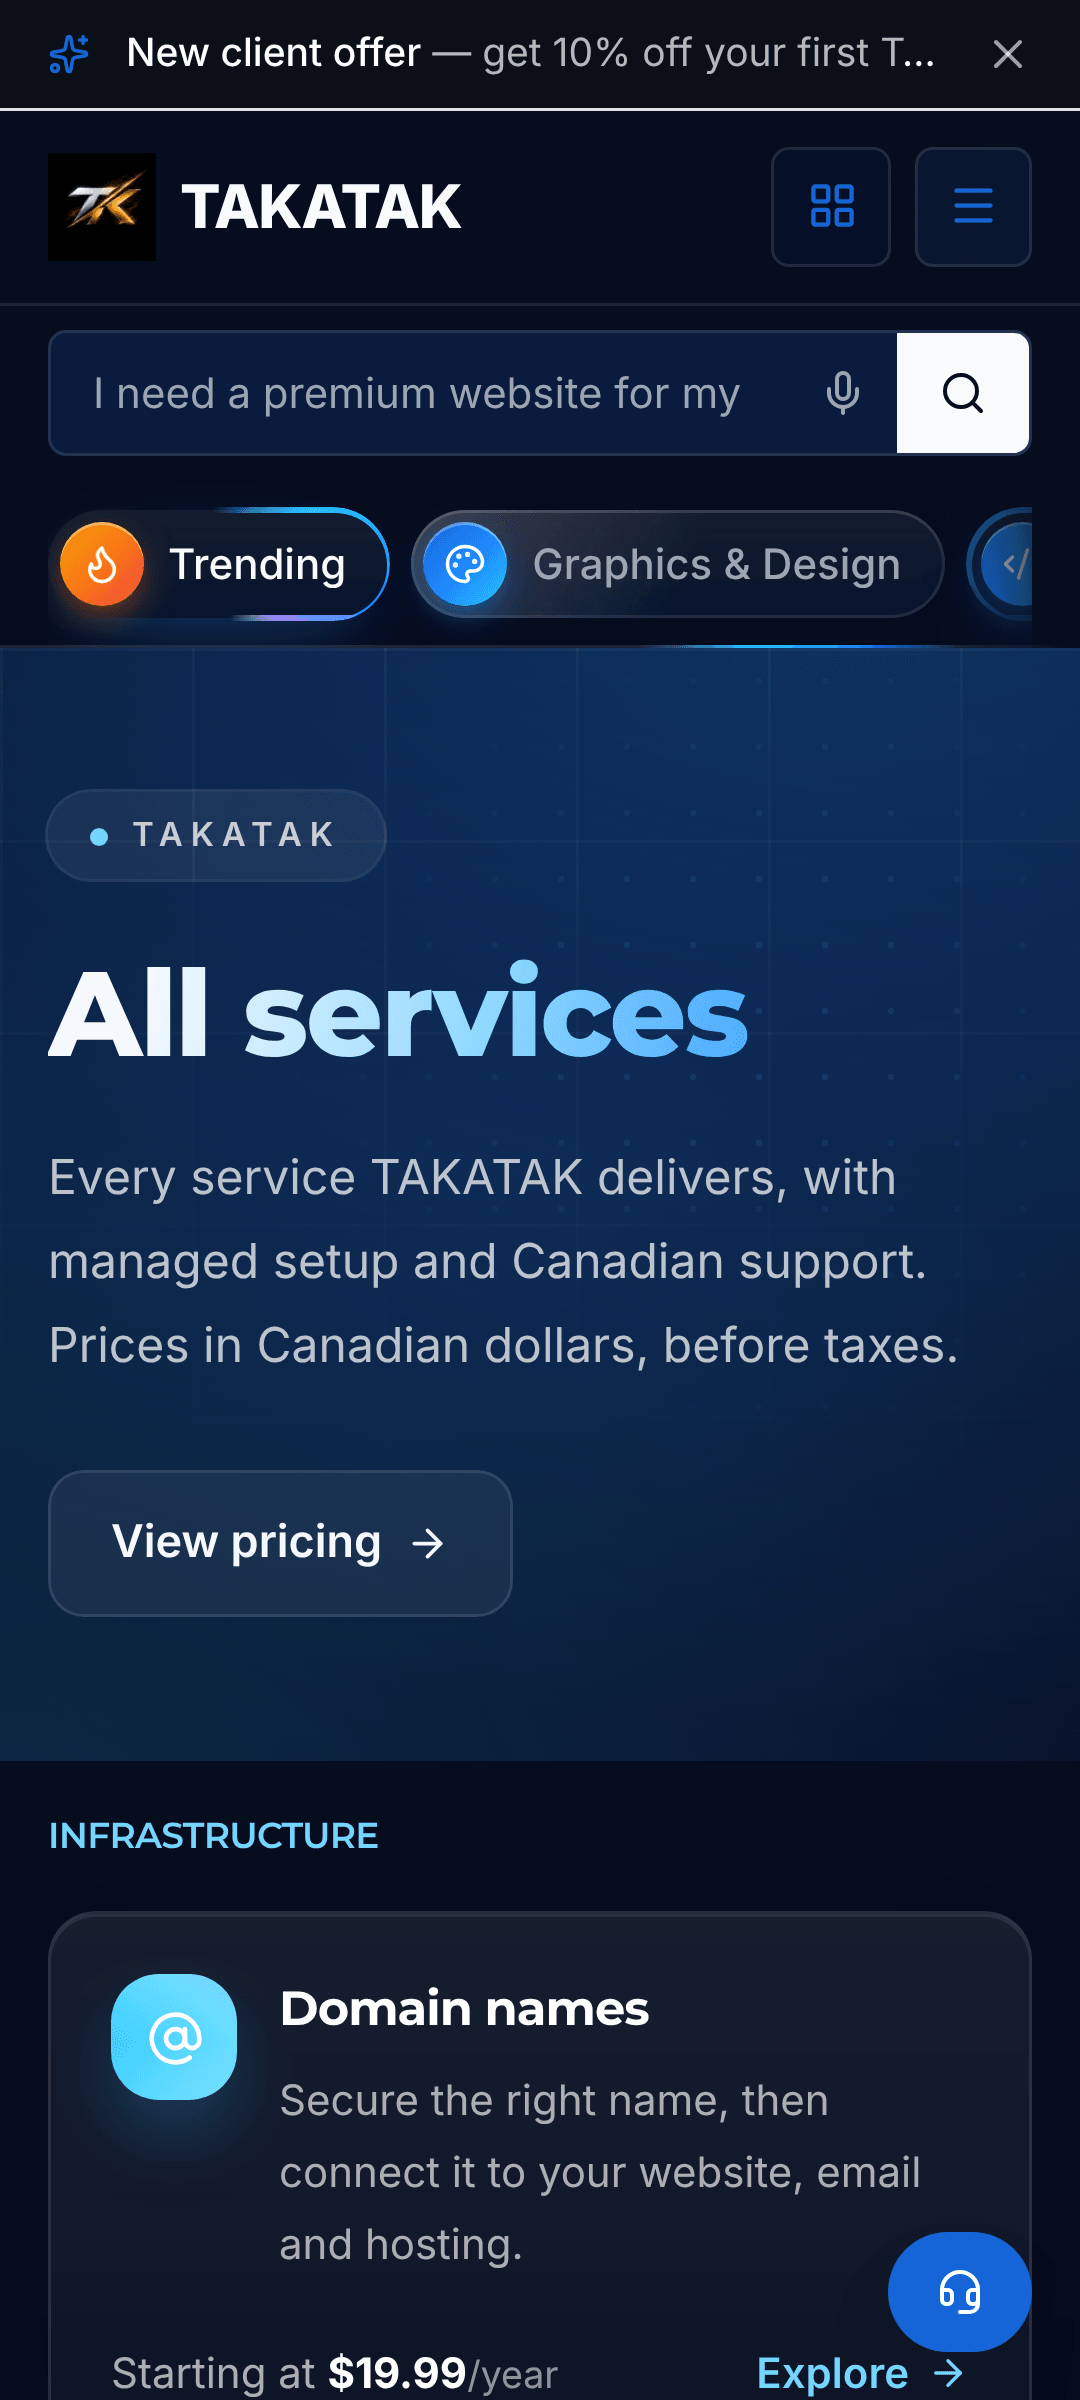 New client offer — get 10% off your first T...
TK TAKATAK
I need a premium website for my
Trending
Graphics & Design
TAKATAK
All services
Every service TAKATAK delivers, with
managed setup and Canadian support.
Prices in Canadian dollars, before taxes.
View pricing →
INFRASTRUCTURE
Domain names
Secure the right name, then
connect it to your website, email
and hosting.
Starting at $19.99/year
Explore →